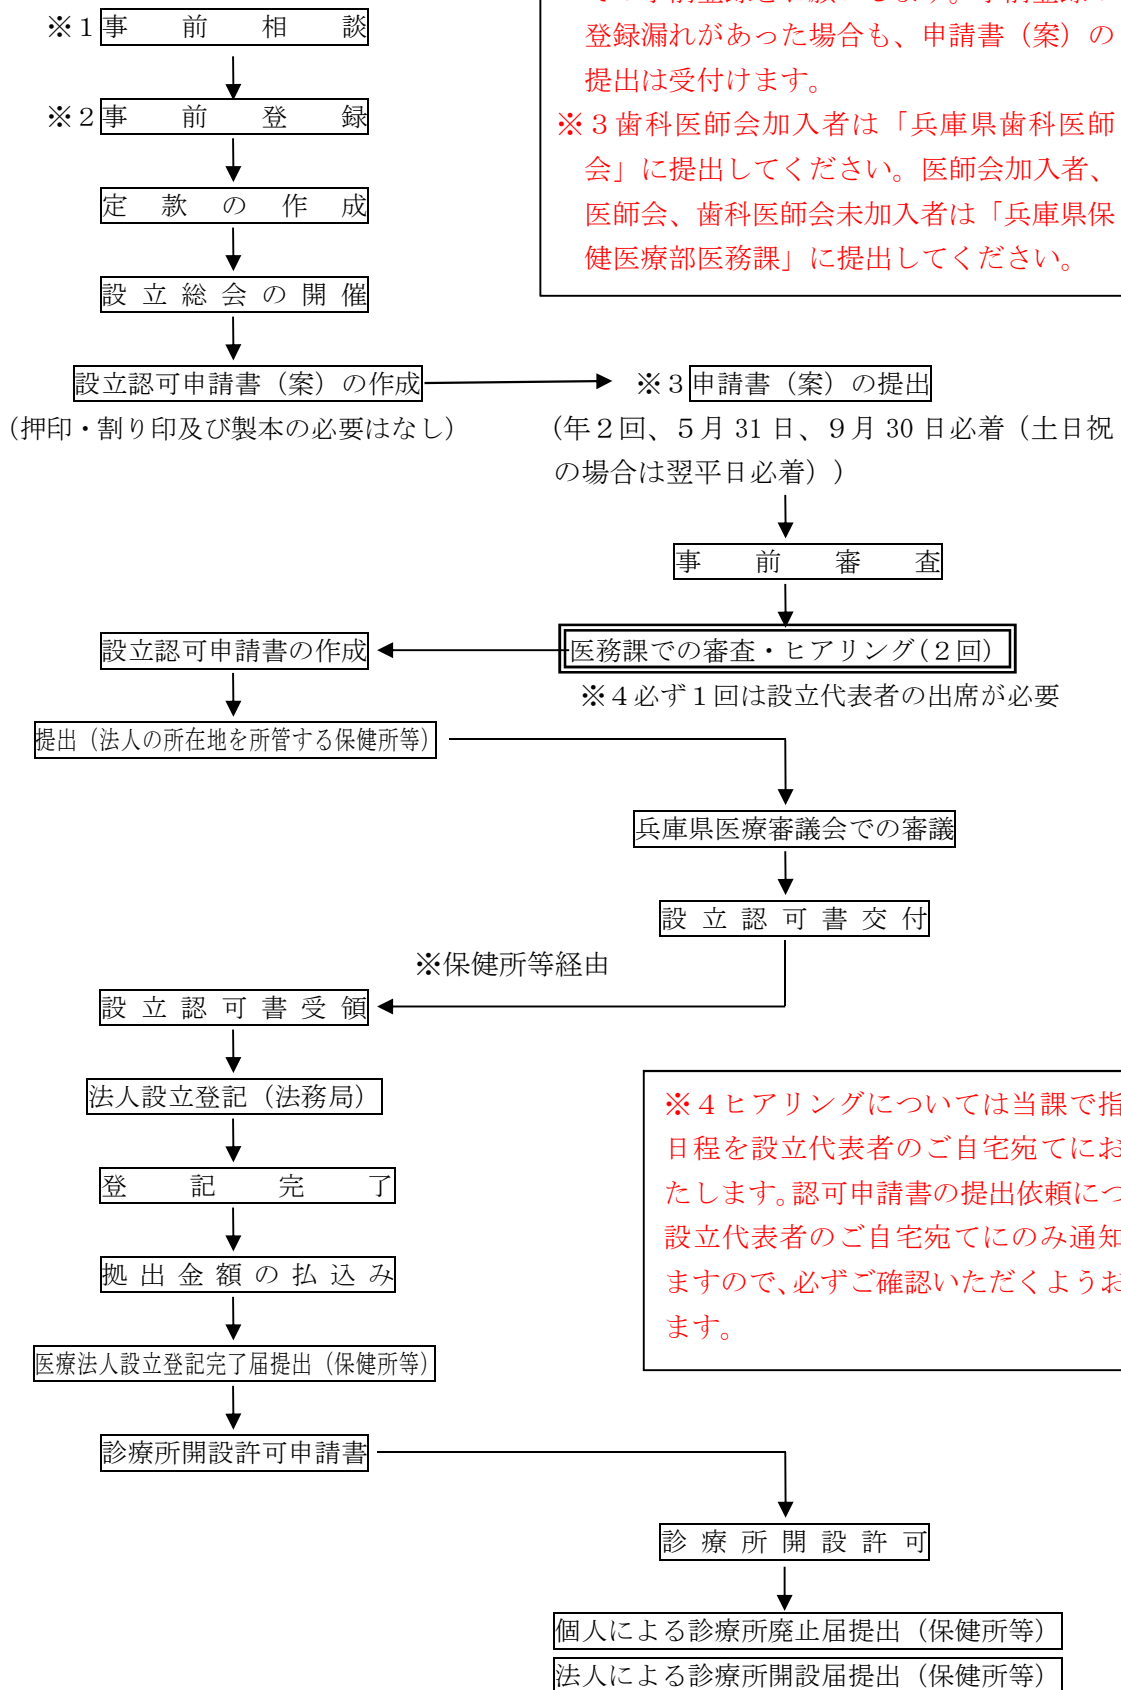 ※１事前相談
登録漏れがあった場合も、申請書（案）の
提出は受付けます。
※２事前登録
※３歯科医師会加入者は「兵庫県歯科医師
会」に提出してください。医師会加入者、
医師会、歯科医師会未加入者は「兵庫県保
健医療部医務課」に提出してください。
定款の作成
設立総会の開催
設立認可申請書（案）の作成
（押印・割り印及び製本の必要はなし）
※３申請書（案）の提出
（年２回、５月31日、９月30日必着（土日祝
の場合は翌平日必着））
事前審査
医務課での審査・ヒアリング（２回）
※４必ず１回は設立代表者の出席が必要
設立認可申請書の作成
提出（法人の所在地を所管する保健所等）
兵庫県医療審議会での審議
設立認可書交付
※保健所等経由
設立認可書受領
法人設立登記（法務局）
登記完了
拠出金額の払込み
医療法人設立登記完了届提出（保健所等）
※４ヒアリングについては当課で指
日程を設立代表者のご自宅宛てにお
たします。認可申請書の提出依頼につ
設立代表者のご自宅宛てにのみ通知
ますので、必ずご確認いただくようお
ます。
診療所開設許可申請書
診療所開設許可
個人による診療所廃止届提出（保健所等）
法人による診療所開設届提出（保健所等）